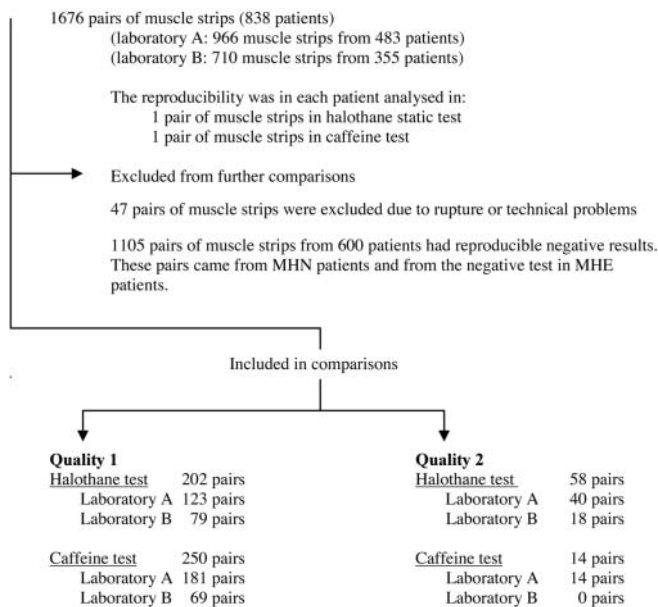 1676 pairs of muscle strips (838 patients)
(laboratory A: 966 muscle strips from 483 patients)
(laboratory B: 710 muscle strips from 355 patients)
The reproducibility was in each patient analysed in:
1 pair of muscle strips in halothane static test
1 pair of muscle strips in caffeine test
Excluded from further comparisons
47 pairs of muscle strips were excluded due to rupture or technical problems
1105 pairs of muscle strips from 600 patients had reproducible negative results.
These pairs came from MHN patients and from the negative test in MHE
patients.
Included in comparisons
Quality 1
Halothane test 202 pairs
Laboratory A 123 pairs
Laboratory B 79 pairs
Caffeine test 250 pairs
Laboratory A 181 pairs
Laboratory B 69 pairs
Quality 2
Halothane test 58 pairs
Laboratory A 40 pairs
Laboratory B 18 pairs
Caffeine test 14 pairs
Laboratory A 14 pairs
Laboratory B 0 pairs